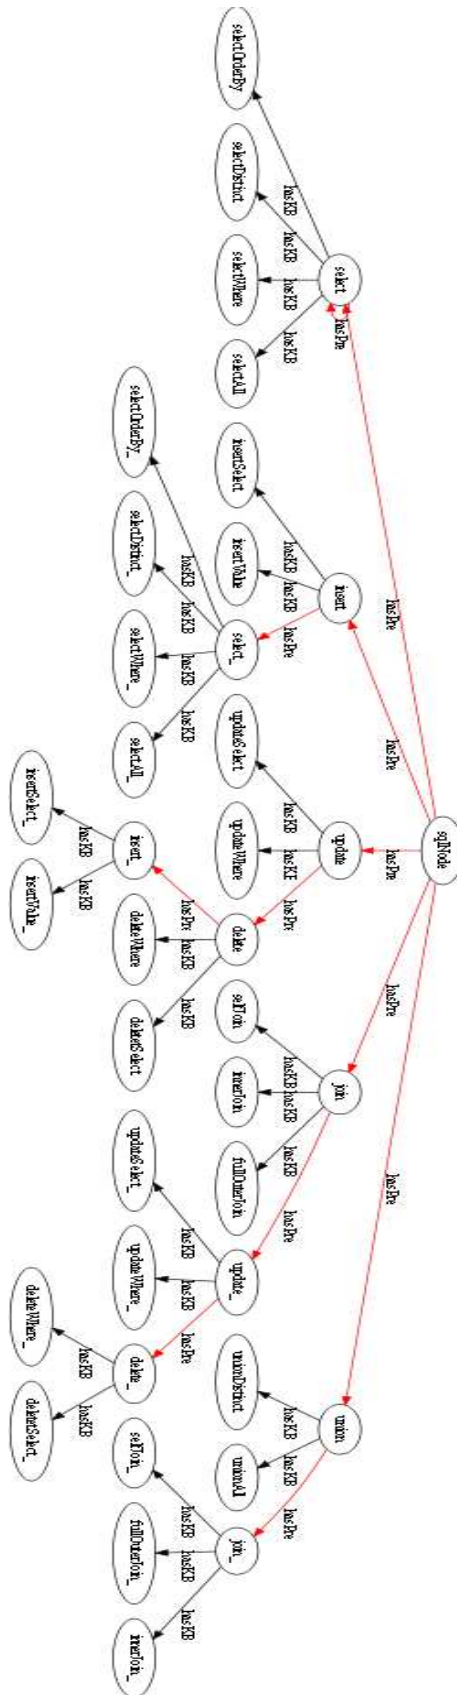 sqlNode
hasPre
hasPre
hasPre
hasPre
hasPre
select
insert
update
join
union
hasPre
hasKB
hasKB
hasKB
hasKB
hasKB
hasKB
hasPre
hasKB
hasKE
hasPre
hasKB
hasKB
hasKB
hasPre
hasKB
hasKB
hasPre
selectOrderBy
selectDistinct
selectWhere
selectAll
insertSelect
insertValue
select_
updateSelect
updateWhere
delete
selfJoin
innerJoin
fullOuterJoin
update_
unionDistinct
unionAll
join_
hasKB
hasKB
hasKB
hasKB
hasPre
hasKB
hasKB
hasKB
hasKB
hasPre
hasKB
hasKB
hasKB
selectOrderBy_
selectDistinct_
selectWhere_
selectAll_
insert_
deleteWhere
deletetSelect
updateSelect_
updateWhere_
delete_
selfJoin_
fullOuterJoin_
innerJoin_
hasKB
hasKB
hasKB
hasKB
insertSelect_
insertValue_
deleteWhere_
deletetSelect_